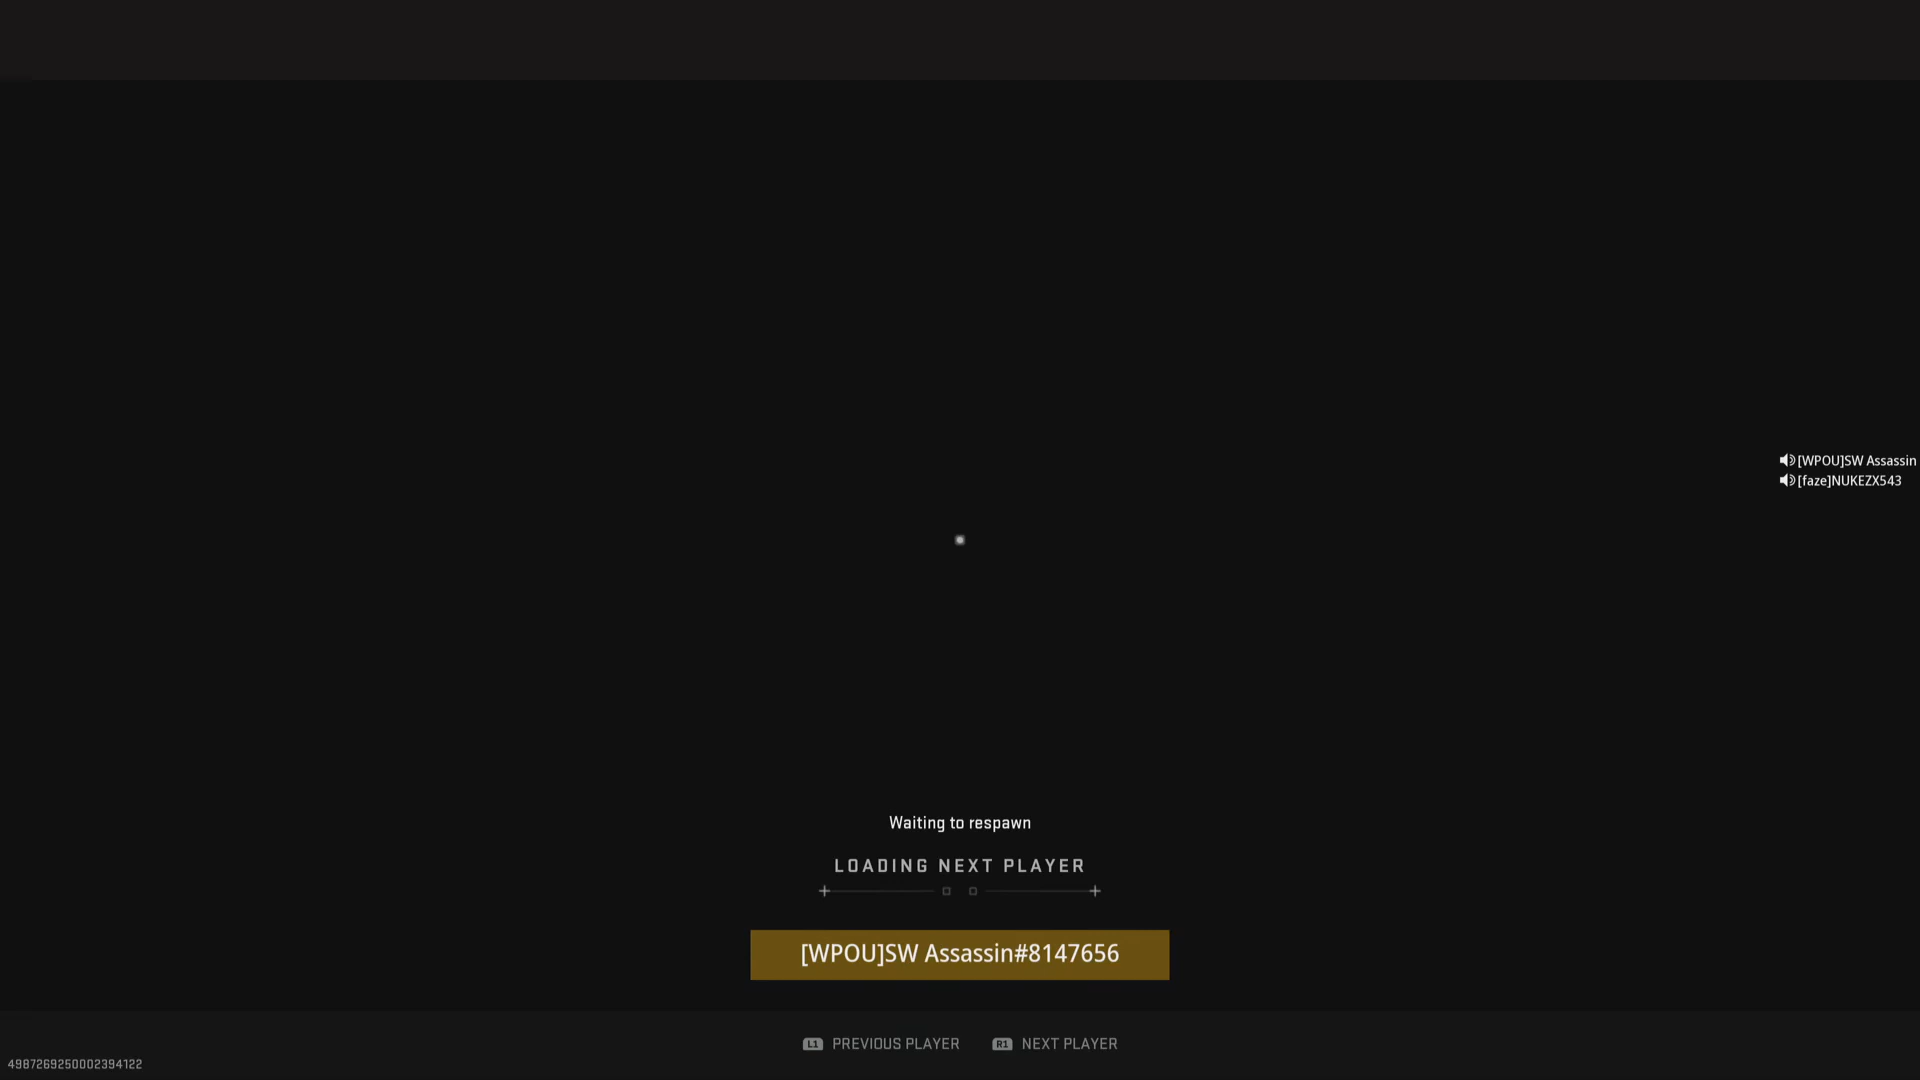 [WPOU]SW Assassin
[faze]NUKEZX543
Waiting to respawn
LOADING NEXT PLAYER
[WPOU]SW Assassin#8147656
L1 PREVIOUS PLAYER R1 NEXT PLAYER
4987269250002394122